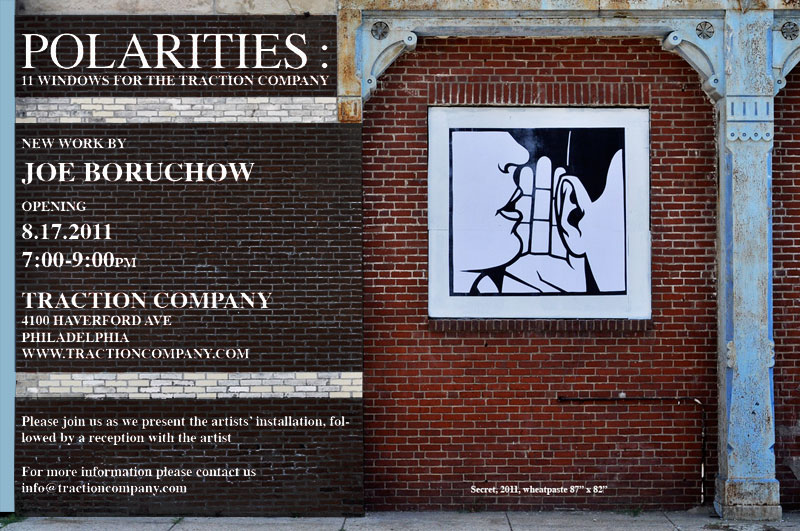 POLARITIES :
11 WINDOWS FOR THE TRACTION COMPANY
NEW WORK BY
JOE BORUCHOW
OPENING
8.17.2011
7:00-9:00PM
TRACTION COMPANY
4100 HAVERFORD AVE
PHILADELPHIA
WWW.TRACTIONCOMPANY.COM
Please join us as we present the artists’ installation, fol-
lowed by a reception with the artist
For more information please contact us
info@tractioncompany.com
Secret, 2011, wheatpaste 87” x 82”